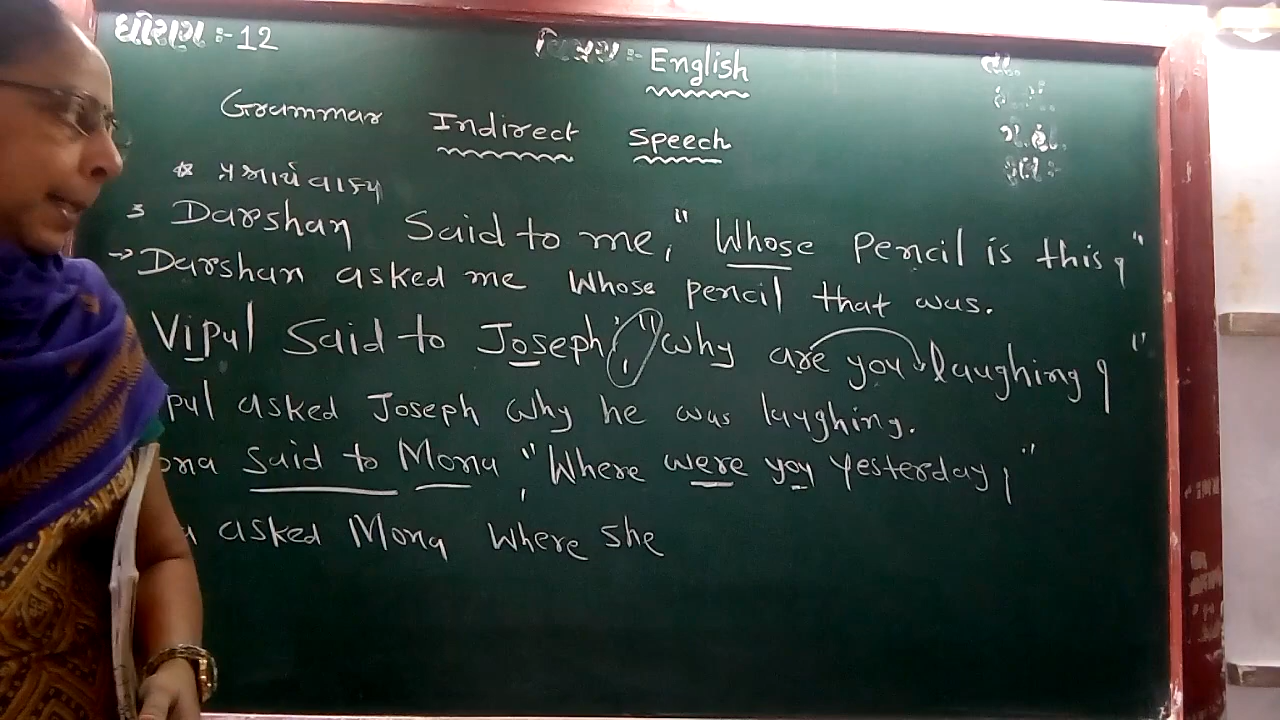 ધોરણ :- 12
વિષય :- English
Grammar Indirect Speech
* પ્રશ્નાર્થ વાક્ય
3 Darshan Said to me, "Whose pencil is this?"
→ Darshan asked me whose pencil that was.
Vipul Said to Joseph, "Why are you laughing?"
pul asked Joseph why he was laughing.
ona Said to Mona, "Where were you yesterday?"
a asked Mona where she